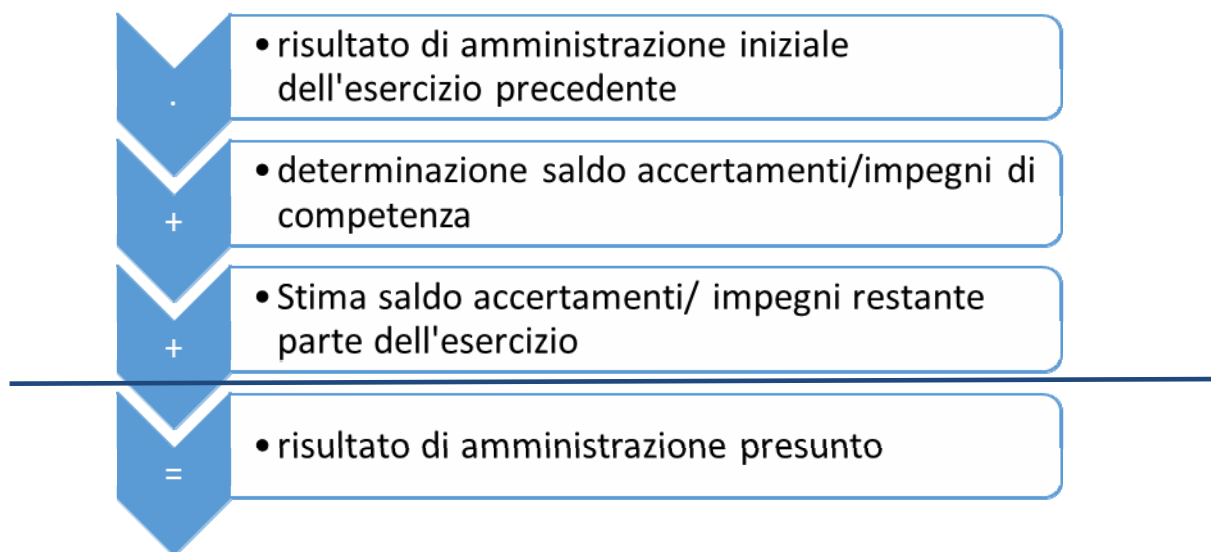 .
• risultato di amministrazione iniziale
dell'esercizio precedente
+
• determinazione saldo accertamenti/impegni di
competenza
+
• Stima saldo accertamenti/ impegni restante
parte dell'esercizio
=
• risultato di amministrazione presunto